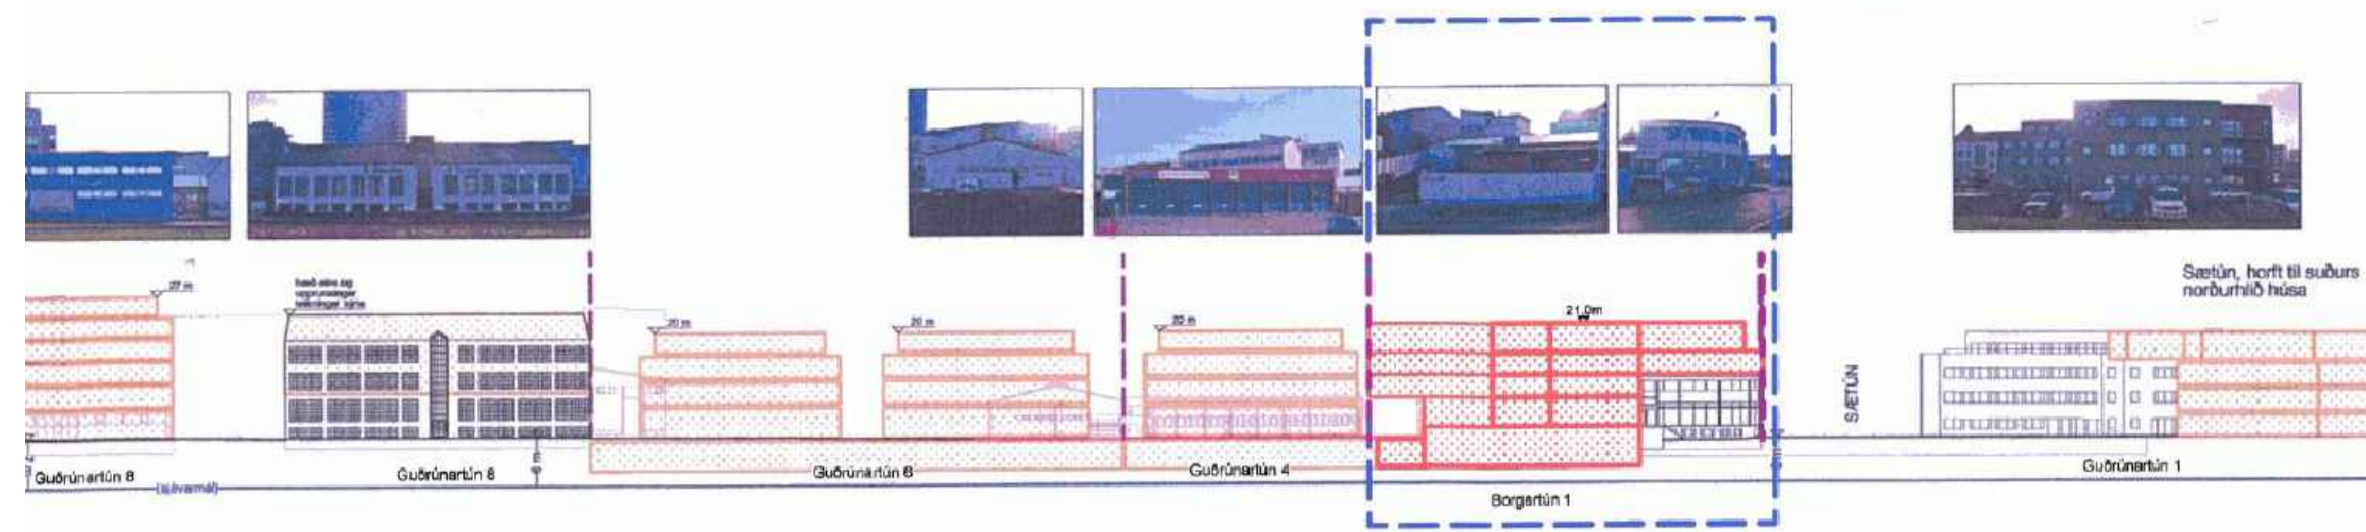 Sætún, horft til suðurs
norðurhlið húsa
27 m
20 m
20 m
20 m
21.0m
SÆTÚN
Guðrúnartún 8
Guðrúnartún 8
Guðrúnartún 6
Guðrúnartún 4
Borgartún 1
Guðrúnartún 1
(sjávarmál)